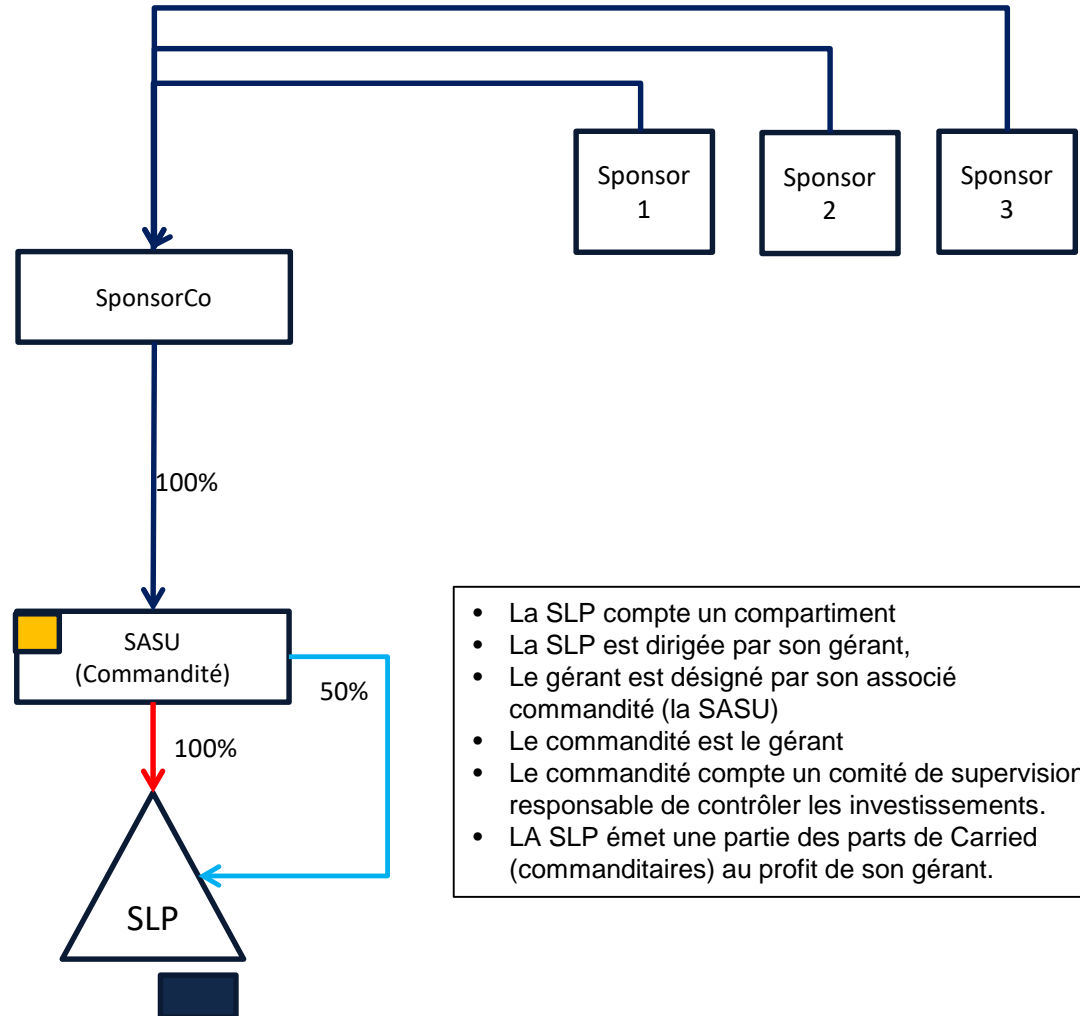 Sponsor
1
Sponsor
2
Sponsor
3
SponsorCo
100%
SASU
(Commandité)
50%
100%
SLP
• La SLP compte un compartiment
• La SLP est dirigée par son gérant,
• Le gérant est désigné par son associé
commandité (la SASU)
• Le commandité est le gérant
• Le commandité compte un comité de supervision
responsable de contrôler les investissements.
• LA SLP émet une partie des parts de Carried
(commanditaires) au profit de son gérant.